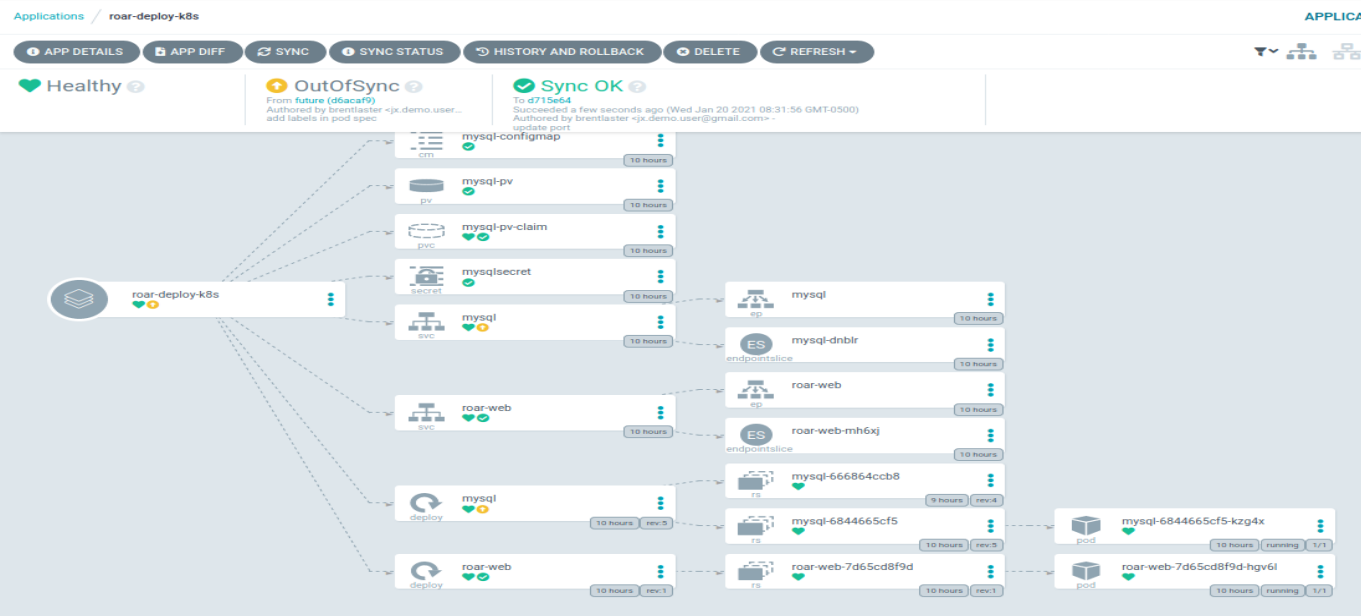 Applications / roar-deploy-k8s
APPLICA
APP DETAILS APP DIFF SYNC SYNC STATUS HISTORY AND ROLLBACK DELETE REFRESH
Healthy
OutOfSync
From future (d6acaf9)
Authored by brentlaster <jx.demo.user...
add labels in pod spec
Sync OK
To d715e64
Succeeded a few seconds ago (Wed Jan 20 2021 08:31:56 GMT-0500)
Authored by brentlaster <jx.demo.user@gmail.com> -
update port
roar-deploy-k8s
mysql-configmap
cm
10 hours
mysql-pv
pv
10 hours
mysql-pv-claim
pvc
10 hours
mysqlsecret
secret
10 hours
mysql
svc
10 hours
roar-web
svc
10 hours
mysql
deploy
10 hours rev:5
roar-web
deploy
10 hours rev:1
mysql
ep
10 hours
ES
mysql-dnblr
endpointslice
10 hours
roar-web
ep
10 hours
ES
roar-web-mh6xj
endpointslice
10 hours
mysql-666864ccb8
rs
9 hours rev:4
mysql-6844665cf5
rs
10 hours rev:5
roar-web-7d65cd8f9d
rs
10 hours rev:1
mysql-6844665cf5-kzg4x
pod
10 hours running 1/1
roar-web-7d65cd8f9d-hgv6l
pod
10 hours running 1/1